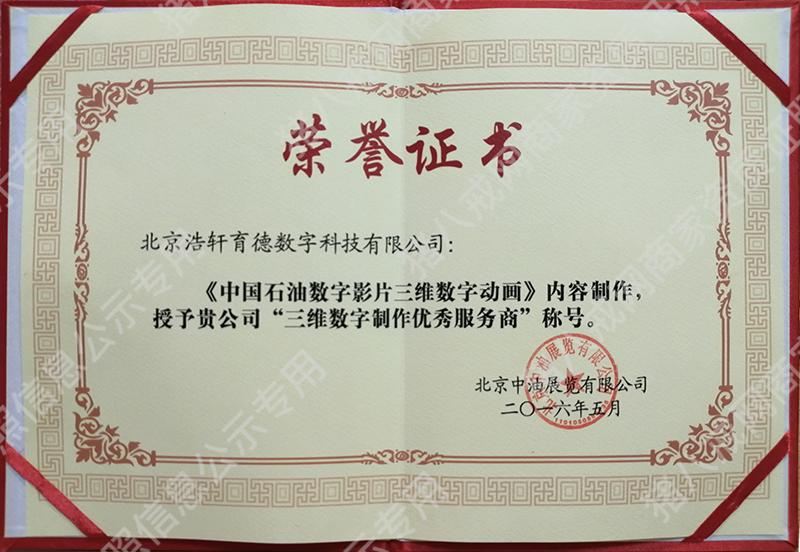 荣誉证书
北京浩轩育德数字科技有限公司：
《中国石油数字影片三维数字动画》内容制作，
授予贵公司“三维数字制作优秀服务商”称号。
北京中油展览有限公司
二〇一六年五月